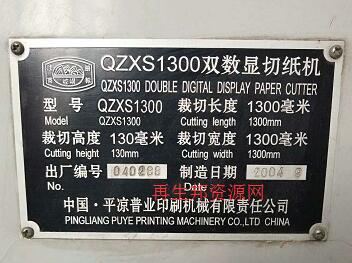 QZXS1300双数显切纸机
QZXS1300 DOUBLE DIGITAL DISPLAY PAPER CUTTER
型号 QZXS1300 裁切长度 1300毫米
Model QZXS1300 Cutting length 1300mm
裁切高度 130毫米 裁切宽度 1300毫米
Cutting height 130mm Cutting width 1300mm
出厂编号 040288 制造日期 2004
No. Date
再生邦资源网
中国·平凉普业印刷机械有限责任公司
PINGLIANG PUYE PRINTING MACHINERY CO.,LTD CHINA